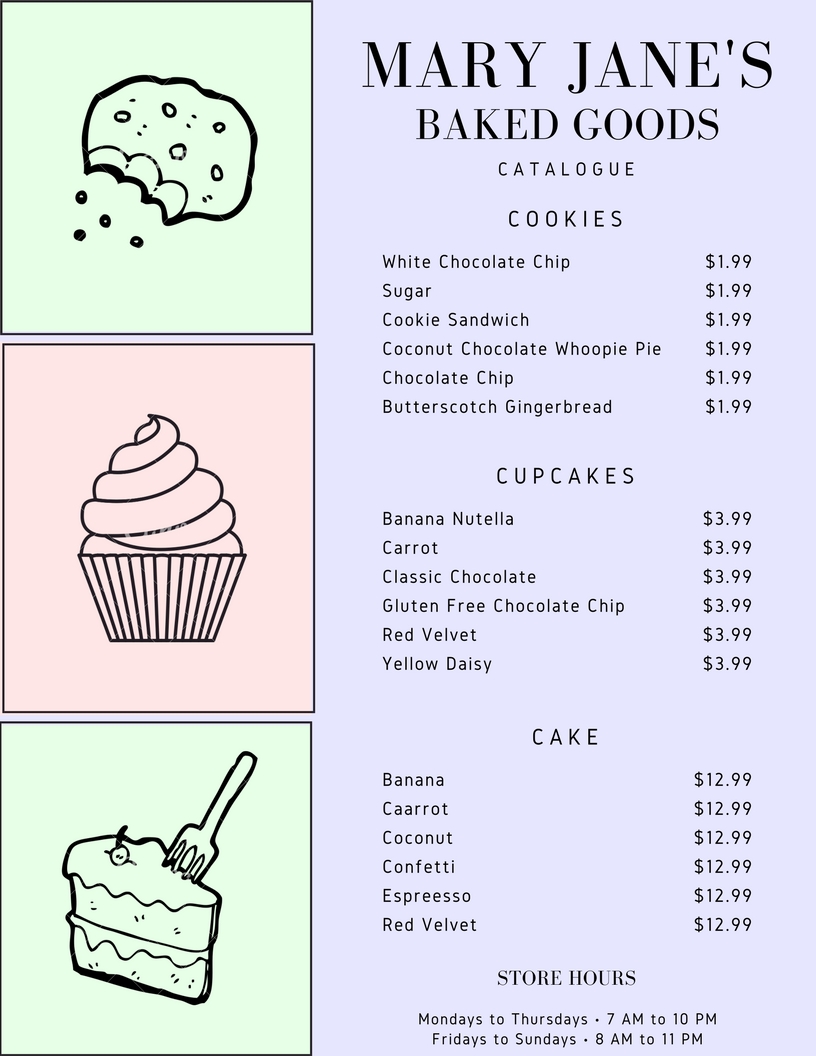 MARY JANE'S
BAKED GOODS
CATALOGUE
COOKIES
White Chocolate Chip $1.99
Sugar $1.99
Cookie Sandwich $1.99
Coconut Chocolate Whoopie Pie $1.99
Chocolate Chip $1.99
Butterscotch Gingerbread $1.99
CUPCAKES
Banana Nutella $3.99
Carrot $3.99
Classic Chocolate $3.99
Gluten Free Chocolate Chip $3.99
Red Velvet $3.99
Yellow Daisy $3.99
CAKE
Banana $12.99
Caarrot $12.99
Coconut $12.99
Confetti $12.99
Espreesso $12.99
Red Velvet $12.99
STORE HOURS
Mondays to Thursdays • 7 AM to 10 PM
Fridays to Sundays • 8 AM to 11 PM